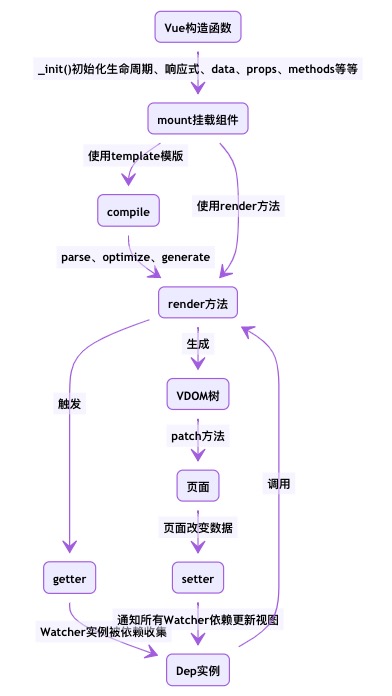 Vue构造函数
_init()初始化生命周期、响应式、data、props、methods等等
mount挂载组件
使用template模版
compile
使用render方法
parse、optimize、generate
render方法
生成
VDOM树
触发
patch方法
调用
页面
页面改变数据
getter
setter
通知所有Watcher依赖更新视图
Watcher实例被依赖收集
Dep实例